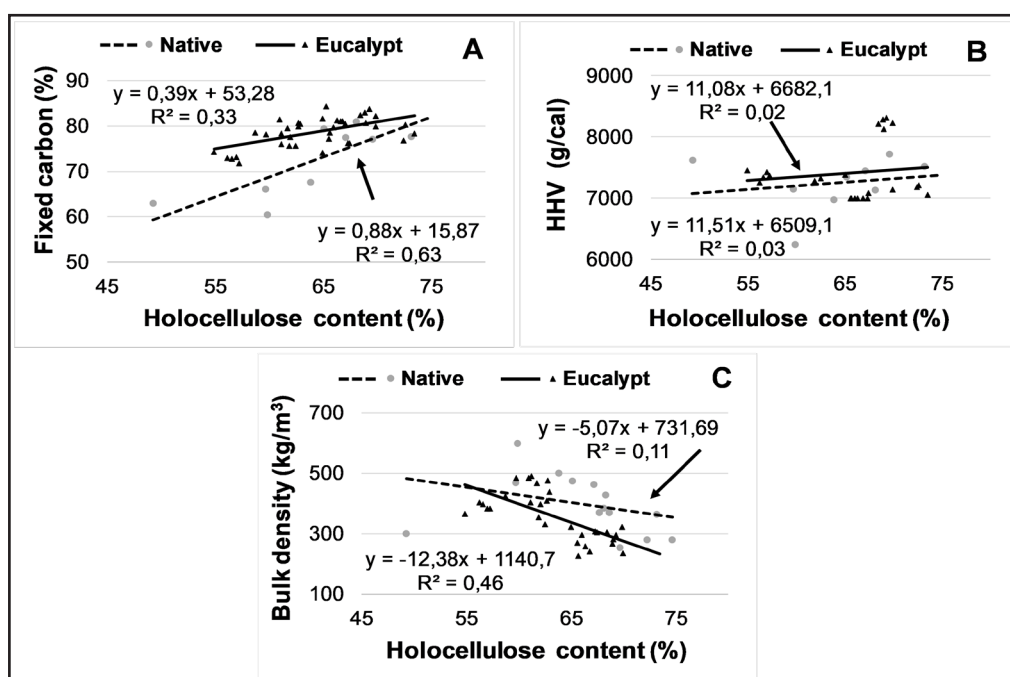 Native Eucalypt A
Fixed carbon (%)
90
80
70
60
50
y = 0,39x + 53,28
R² = 0,33
y = 0,88x + 15,87
R² = 0,63
45 55 65 75
Holocellulose content (%)
Native Eucalypt B
HHV (g/cal)
9000
8000
7000
6000
y = 11,08x + 6682,1
R² = 0,02
y = 11,51x + 6509,1
R² = 0,03
45 55 65 75
Holocellulose content (%)
Native Eucalypt C
Bulk density (kg/m³)
700
500
300
100
y = -5,07x + 731,69
R² = 0,11
y = -12,38x + 1140,7
R² = 0,46
45 55 65 75
Holocellulose content (%)